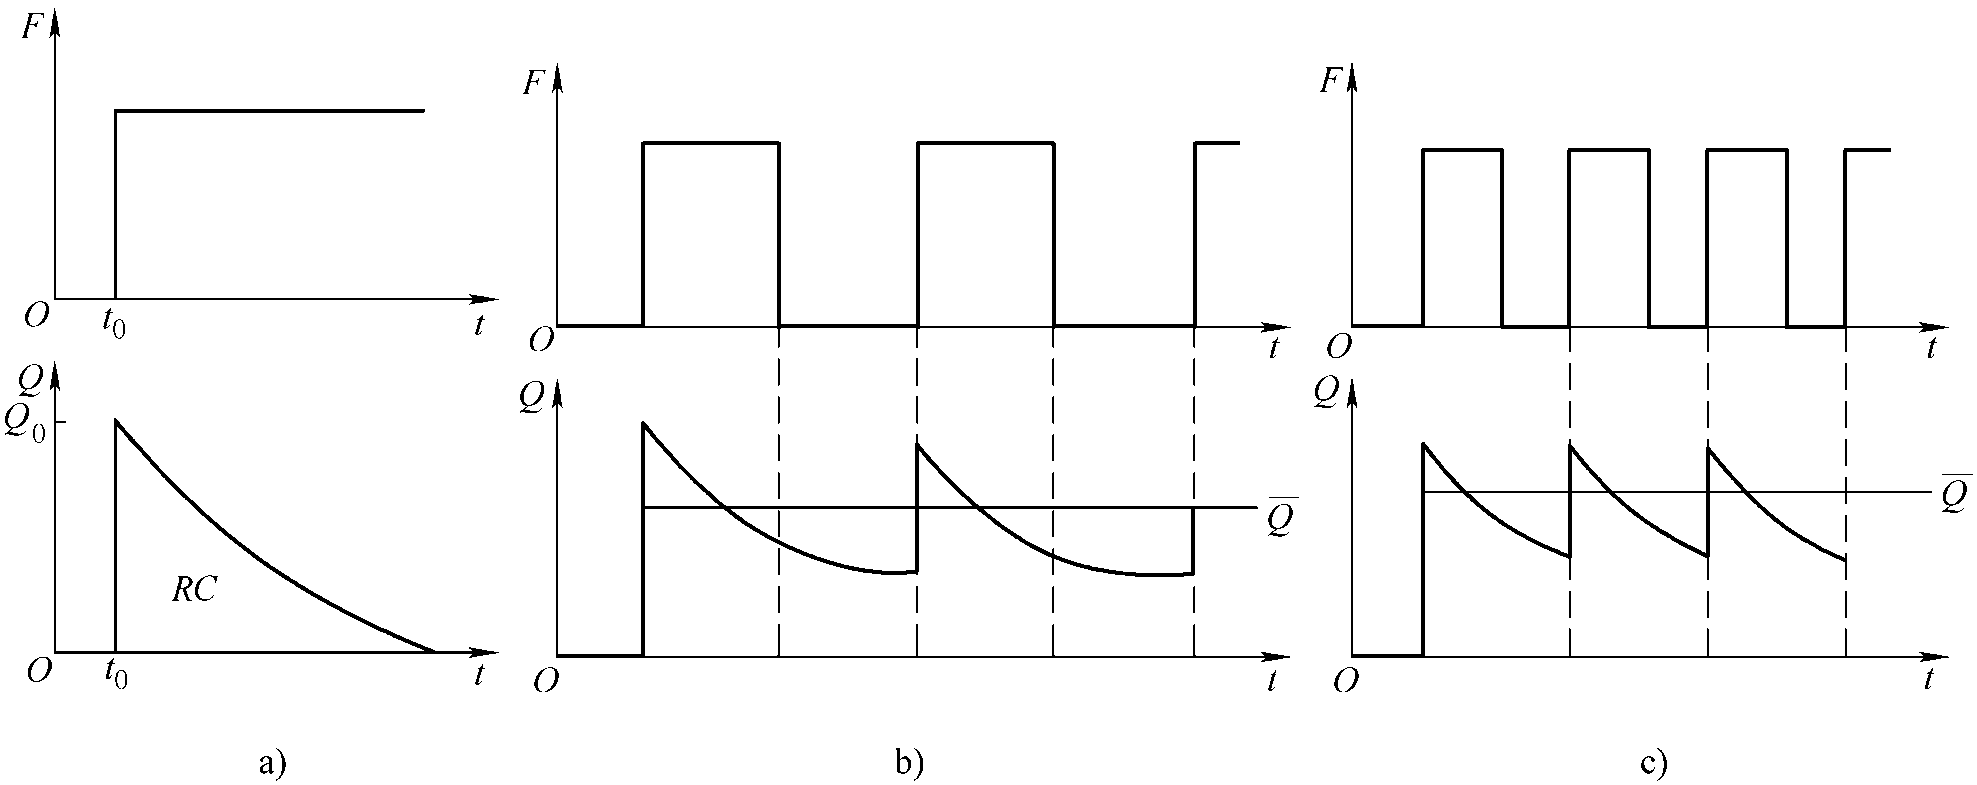 F
O
t₀
t
Q
Q₀
RC
O
t₀
t
a)
F
O
t
Q
Q̅
O
t
b)
F
O
t
Q
Q̅
O
t
c)